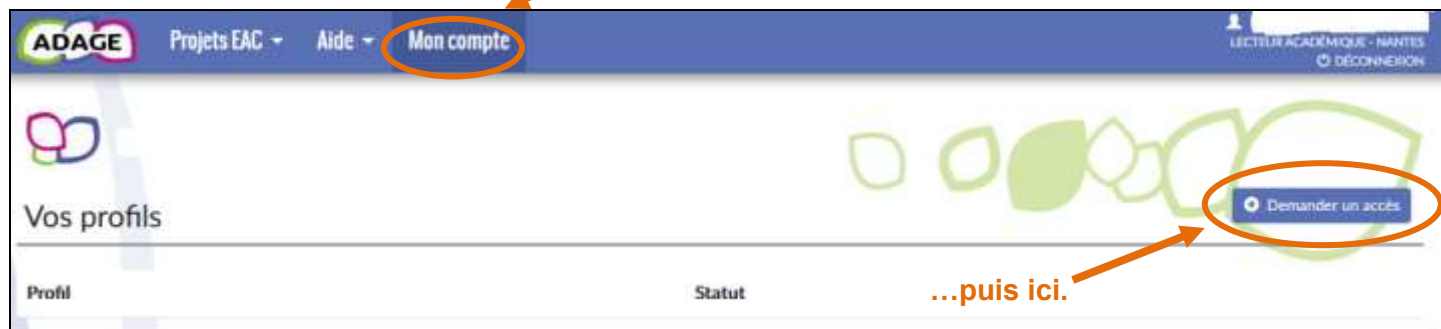 ADAGE Projets EAC Aide Mon compte
LECTEUR ACADÉMIQUE - NANTES
DÉCONNEXION
Demander un accès
Vos profils
Profil Statut …puis ici.